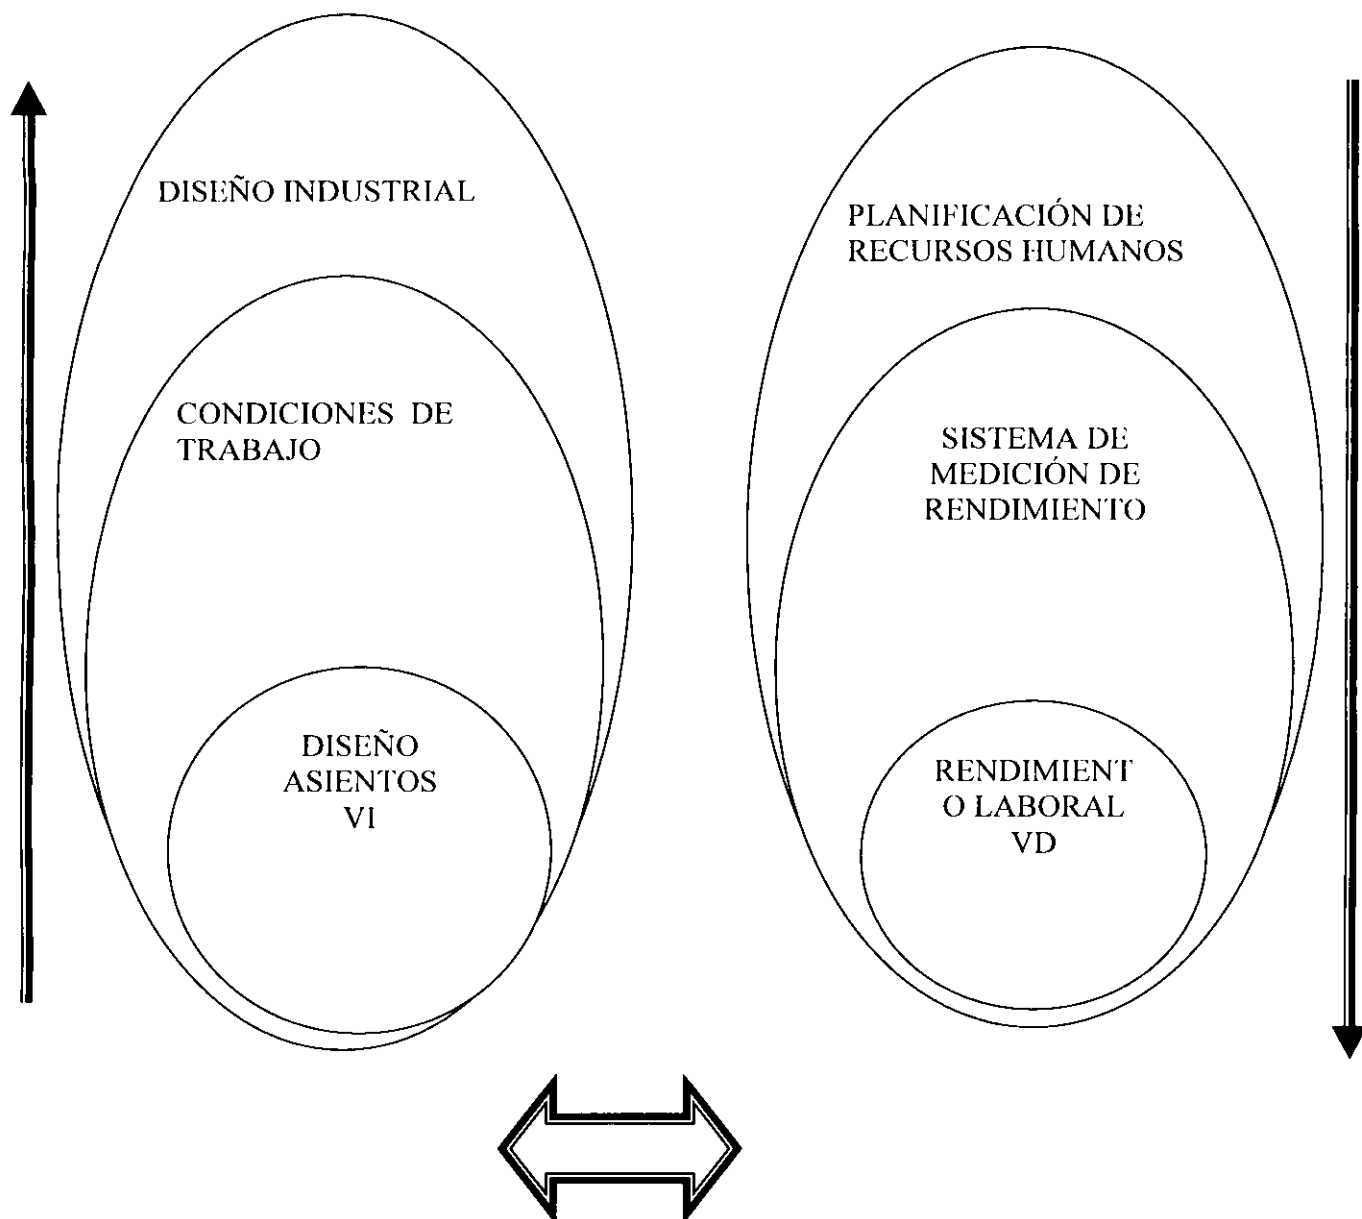 DISEÑO INDUSTRIAL
CONDICIONES DE
TRABAJO
DISEÑO
ASIENTOS
VI
PLANIFICACIÓN DE
RECURSOS HUMANOS
SISTEMA DE
MEDICIÓN DE
RENDIMIENTO
RENDIMIENT
O LABORAL
VD